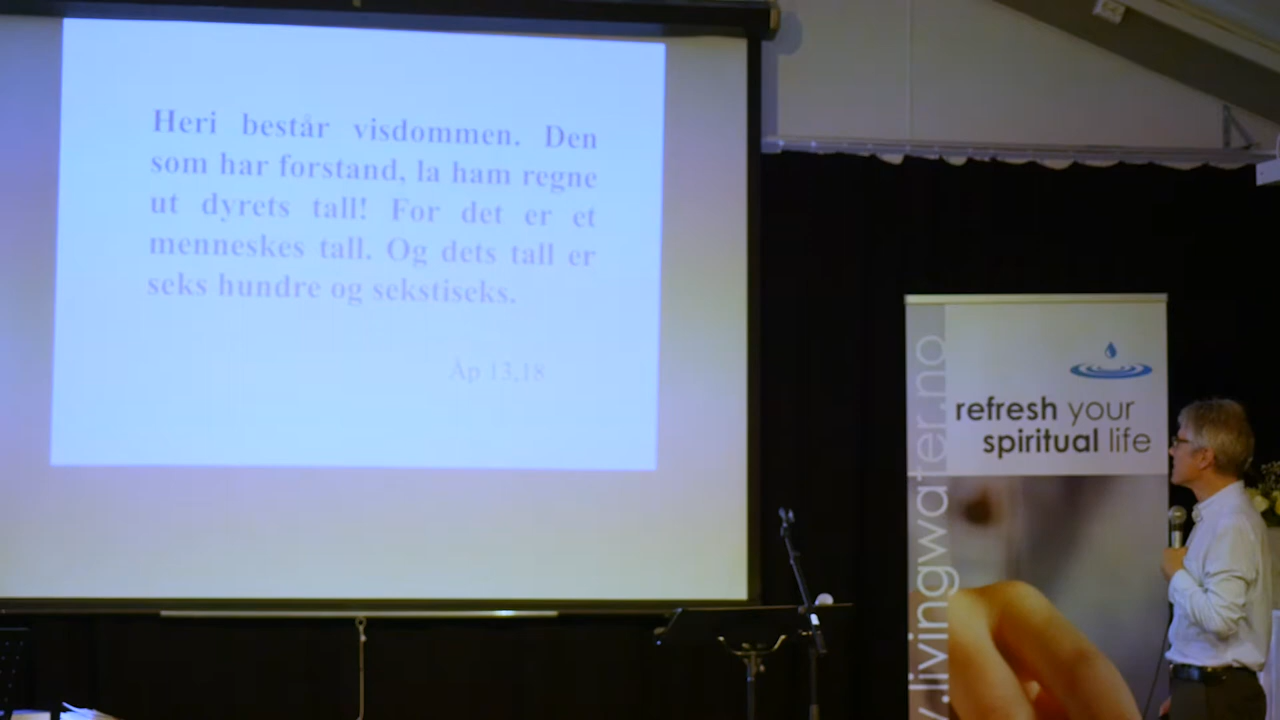 Heri består visdommen. Den
som har forstand, la ham regne
ut dyrets tall! For det er et
menneskes tall. Og dets tall er
seks hundre og sekstiseks.
Åp 13,18
refresh your
spiritual life
.livingwater.no